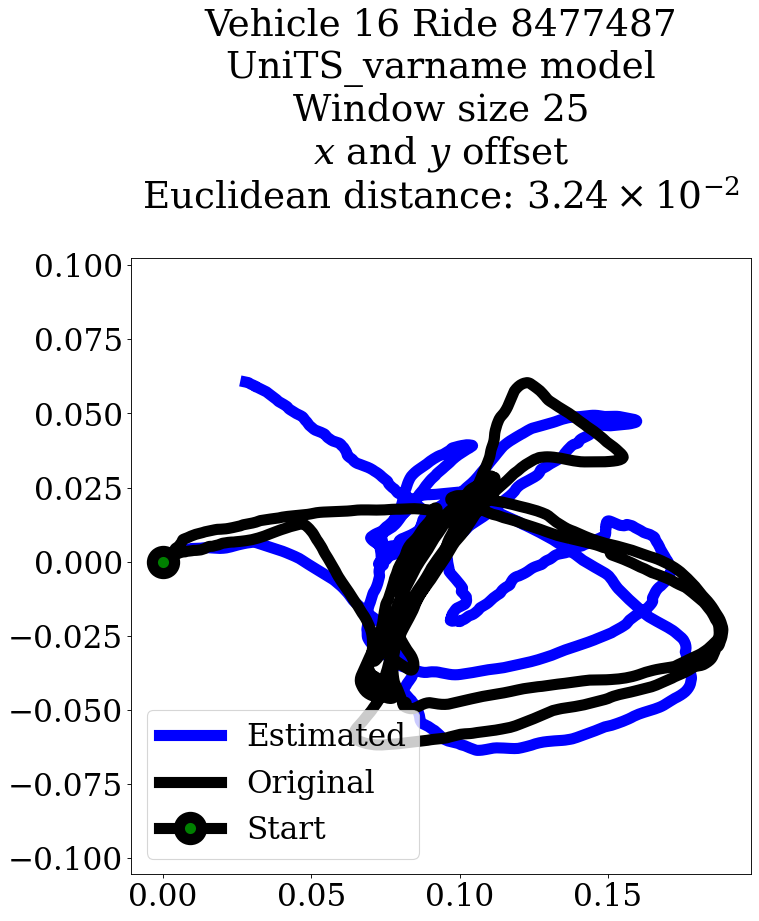 Vehicle 16 Ride 8477487
UniTS_varname model
Window size 25
x and y offset
Euclidean distance: 3.24 × 10⁻²
0.100
0.075
0.050
0.025
0.000
−0.025
−0.050
−0.075
−0.100
Estimated
Original
Start
0.00 0.05 0.10 0.15